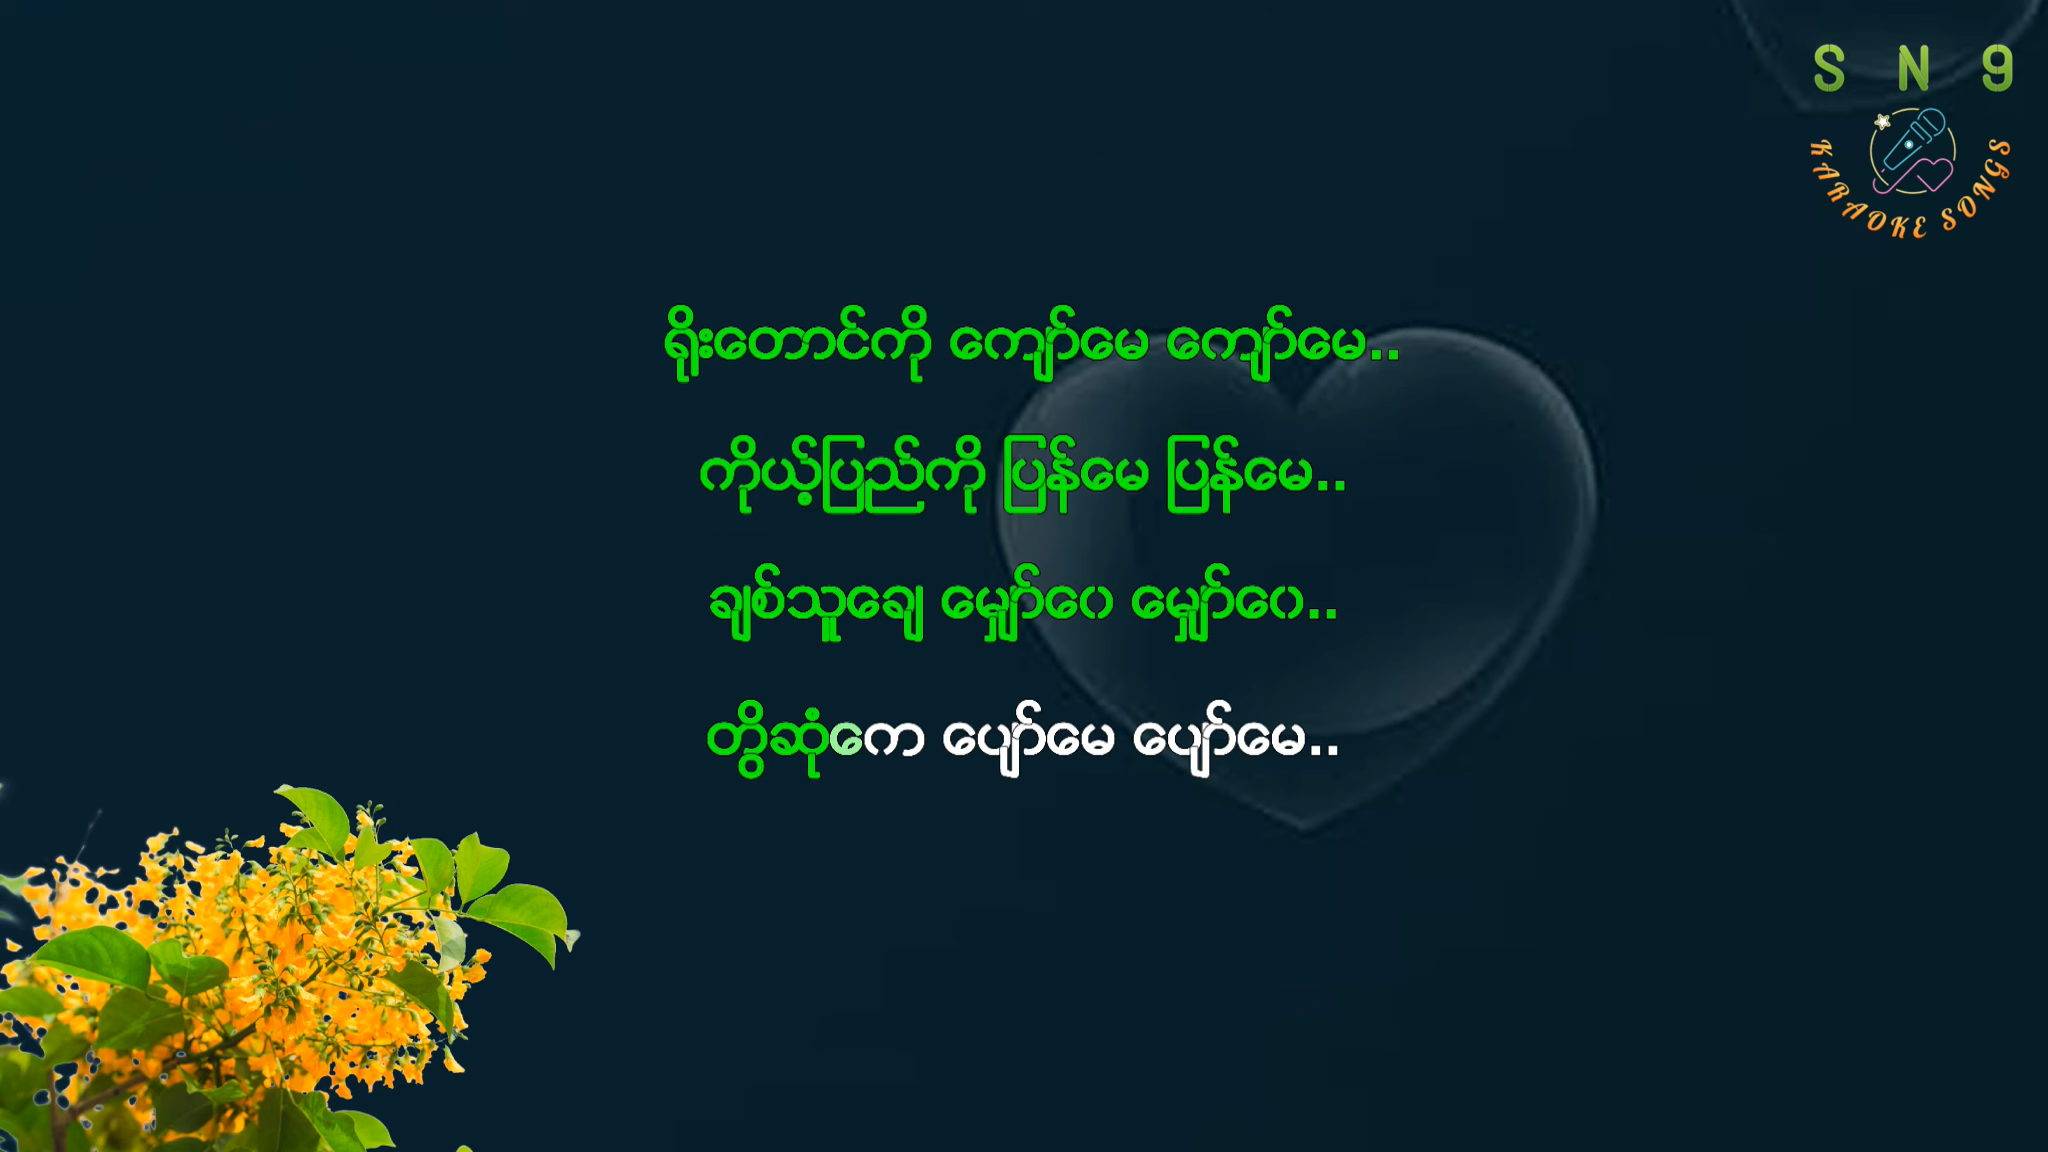 S N 9
KARAOKE SONGS
ရိုးတောင်ကို ကျော်မေ ကျော်မေ..
ကိုယ့်ပြည်ကို ပြန်မေ ပြန်မေ..
ချစ်သူချေ မျှော်ဝေ မျှော်ဝေ..
တွိဆုံကေ ပျော်မေ ပျော်မေ..